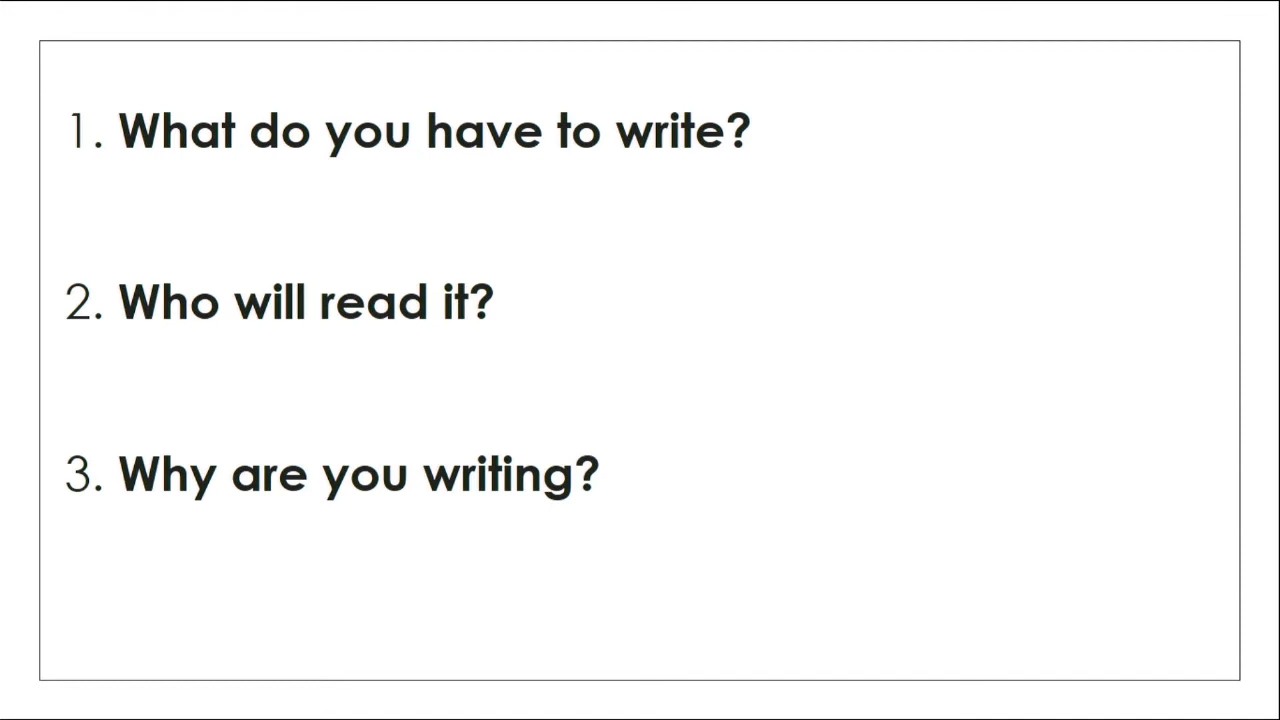 1. What do you have to write?
2. Who will read it?
3. Why are you writing?